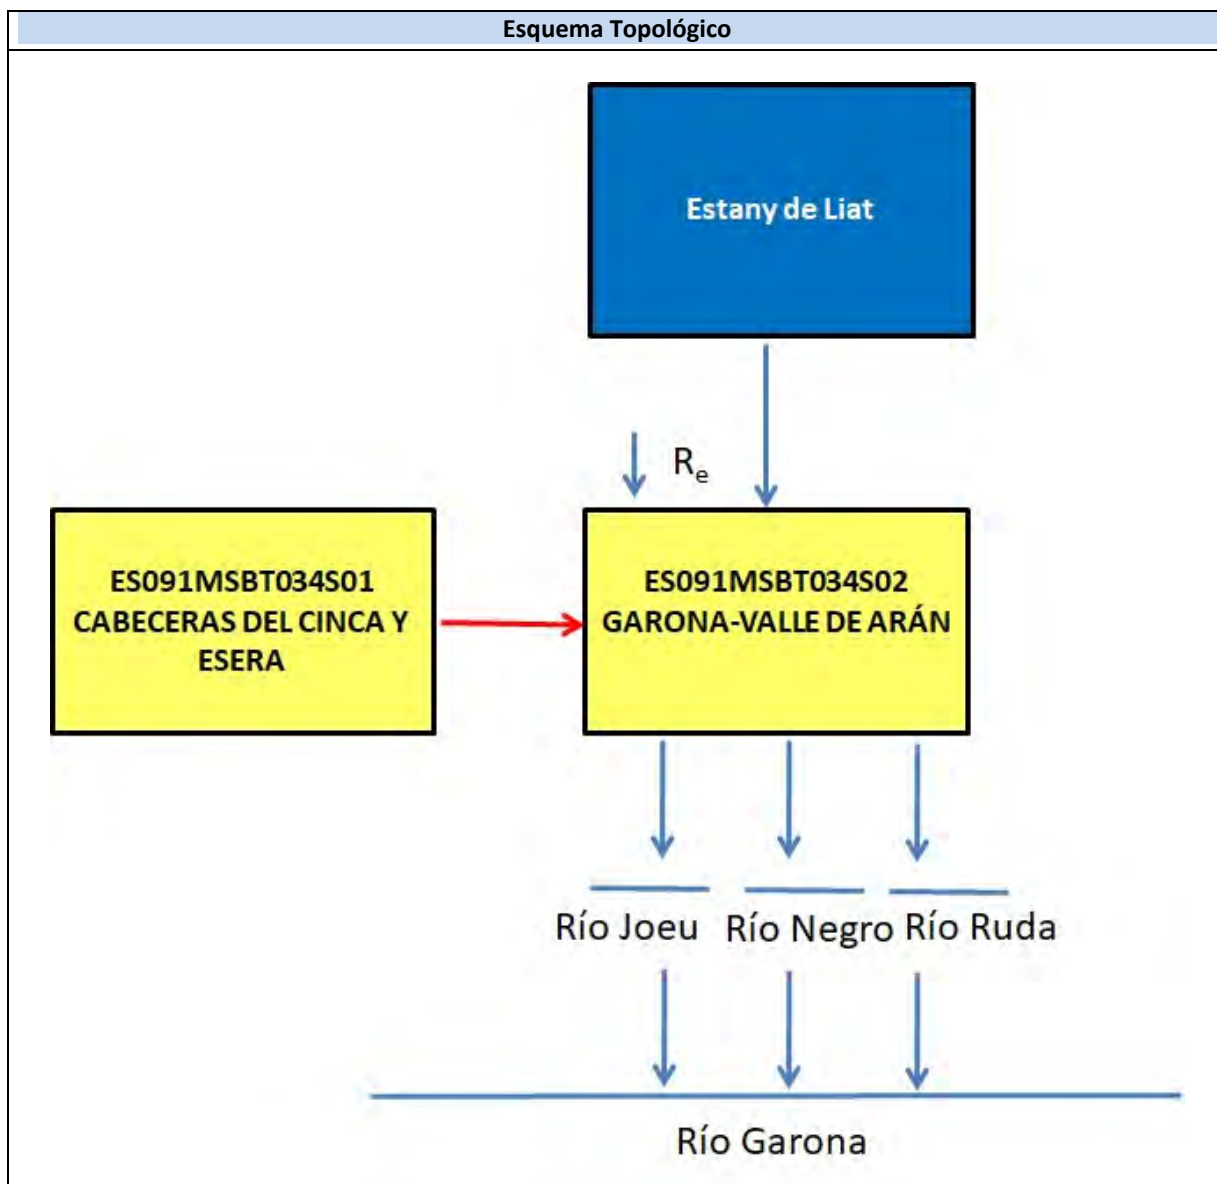 Esquema Topológico
Estany de Liat
Re
ES091MSBT034S01
CABECERAS DEL CINCA Y
ESERA
ES091MSBT034S02
GARONA-VALLE DE ARÁN
Río Joeu
Río Negro
Río Ruda
Río Garona